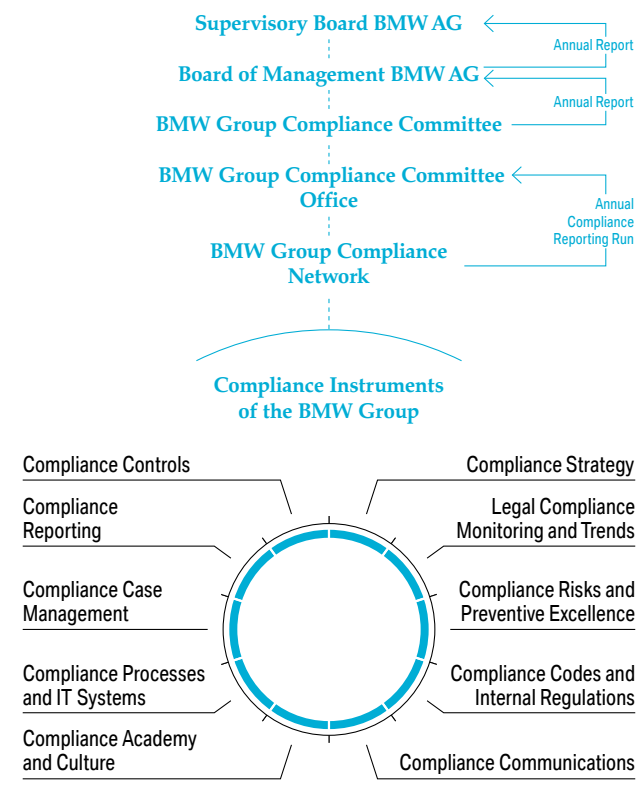 Supervisory Board BMW AG
Annual Report
Board of Management BMW AG
Annual Report
BMW Group Compliance Committee
BMW Group Compliance Committee
Office
Annual
Compliance
Reporting Run
BMW Group Compliance
Network
Compliance Instruments
of the BMW Group
Compliance Controls
Compliance
Reporting
Compliance Case
Management
Compliance Processes
and IT Systems
Compliance Academy
and Culture
Compliance Strategy
Legal Compliance
Monitoring and Trends
Compliance Risks and
Preventive Excellence
Compliance Codes and
Internal Regulations
Compliance Communications